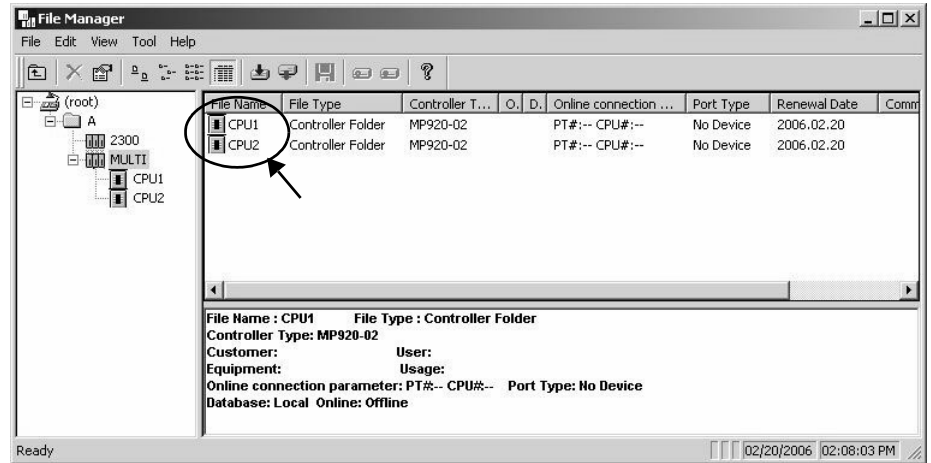 File Manager
File Edit View Tool Help
File Name File Type Controller T... O. D. Online connection ... Port Type Renewal Date Comm
CPU1 Controller Folder MP920-02 PT#:-- CPU#:-- No Device 2006.02.20
CPU2 Controller Folder MP920-02 PT#:-- CPU#:-- No Device 2006.02.20
(root)
A
2300
MULTI
CPU1
CPU2
File Name : CPU1 File Type : Controller Folder
Controller Type: MP920-02
Customer: User:
Equipment: Usage:
Online connection parameter: PT#:-- CPU#:-- Port Type: No Device
Database: Local Online: Offline
Ready 02/20/2006 02:08:03 PM